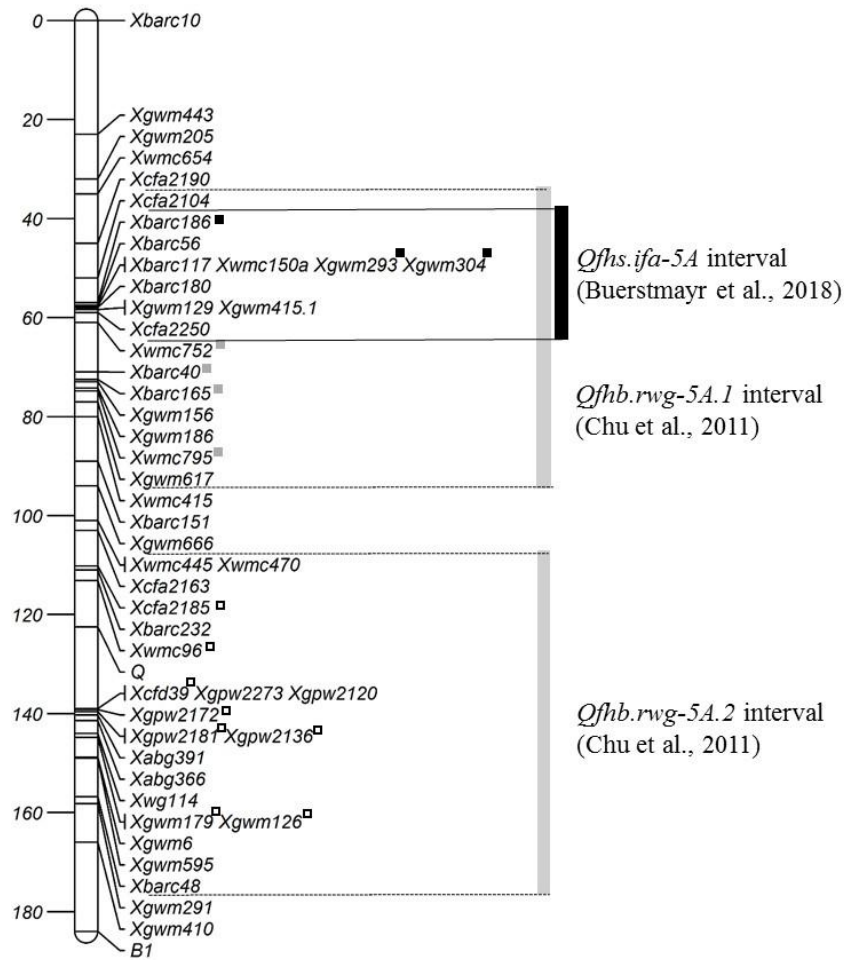 0 Xbarc10
20 Xgwm443
Xgwm205
Xwmc654
Xcfa2190
40 Xcfa2104
Xbarc186
Xbarc56
Xbarc117 Xwmc150a Xgwm293 Xgwm304
Xbarc180
60 Xgwm129 Xgwm415.1
Xcfa2250
Xwmc752
Xbarc40
Xbarc165
80 Xgwm156
Xgwm186
Xwmc795
Xgwm617
Xwmc415
100 Xbarc151
Xgwm666
Xwmc445 Xwmc470
Xcfa2163
Xcfa2185
120 Xbarc232
Xwmc96
Q
Xcfd39 Xgpw2273 Xgpw2120
140 Xgpw2172
Xgpw2181 Xgpw2136
Xabg391
Xabg366
Xwg114
160 Xgwm179 Xgwm126
Xgwm6
Xgwm595
Xbarc48
180 Xgwm291
Xgwm410
B1
Qfhs.ifa-5A interval
(Buerstmayr et al., 2018)
Qfhb.rwg-5A.1 interval
(Chu et al., 2011)
Qfhb.rwg-5A.2 interval
(Chu et al., 2011)